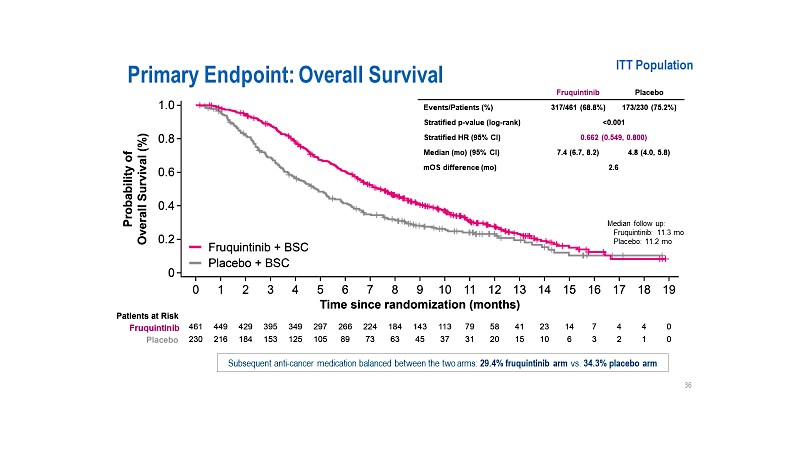 Primary Endpoint: Overall Survival
ITT Population
Fruquintinib Placebo
Events/Patients (%) 317/461 (68.8%) 173/230 (75.2%)
Stratified p-value (log-rank) <0.001
Stratified HR (95% CI) 0.662 (0.549, 0.800)
Median (mo) (95% CI) 7.4 (6.7, 8.2) 4.8 (4.0, 5.8)
mOS difference (mo) 2.6
Probability of
Overall Survival (%)
1.0
0.8
0.6
0.4
0.2
0
Median follow up:
Fruquintinib: 11.3 mo
Placebo: 11.2 mo
Fruquintinib + BSC
Placebo + BSC
0 1 2 3 4 5 6 7 8 9 10 11 12 13 14 15 16 17 18 19
Time since randomization (months)
Patients at Risk
Fruquintinib 461 449 429 395 349 297 266 224 184 143 113 79 58 41 23 14 7 4 4 0
Placebo 230 216 184 153 125 105 89 73 63 45 37 31 20 15 10 6 3 2 1 0
Subsequent anti-cancer medication balanced between the two arms: 29.4% fruquintinib arm vs. 34.3% placebo arm
36